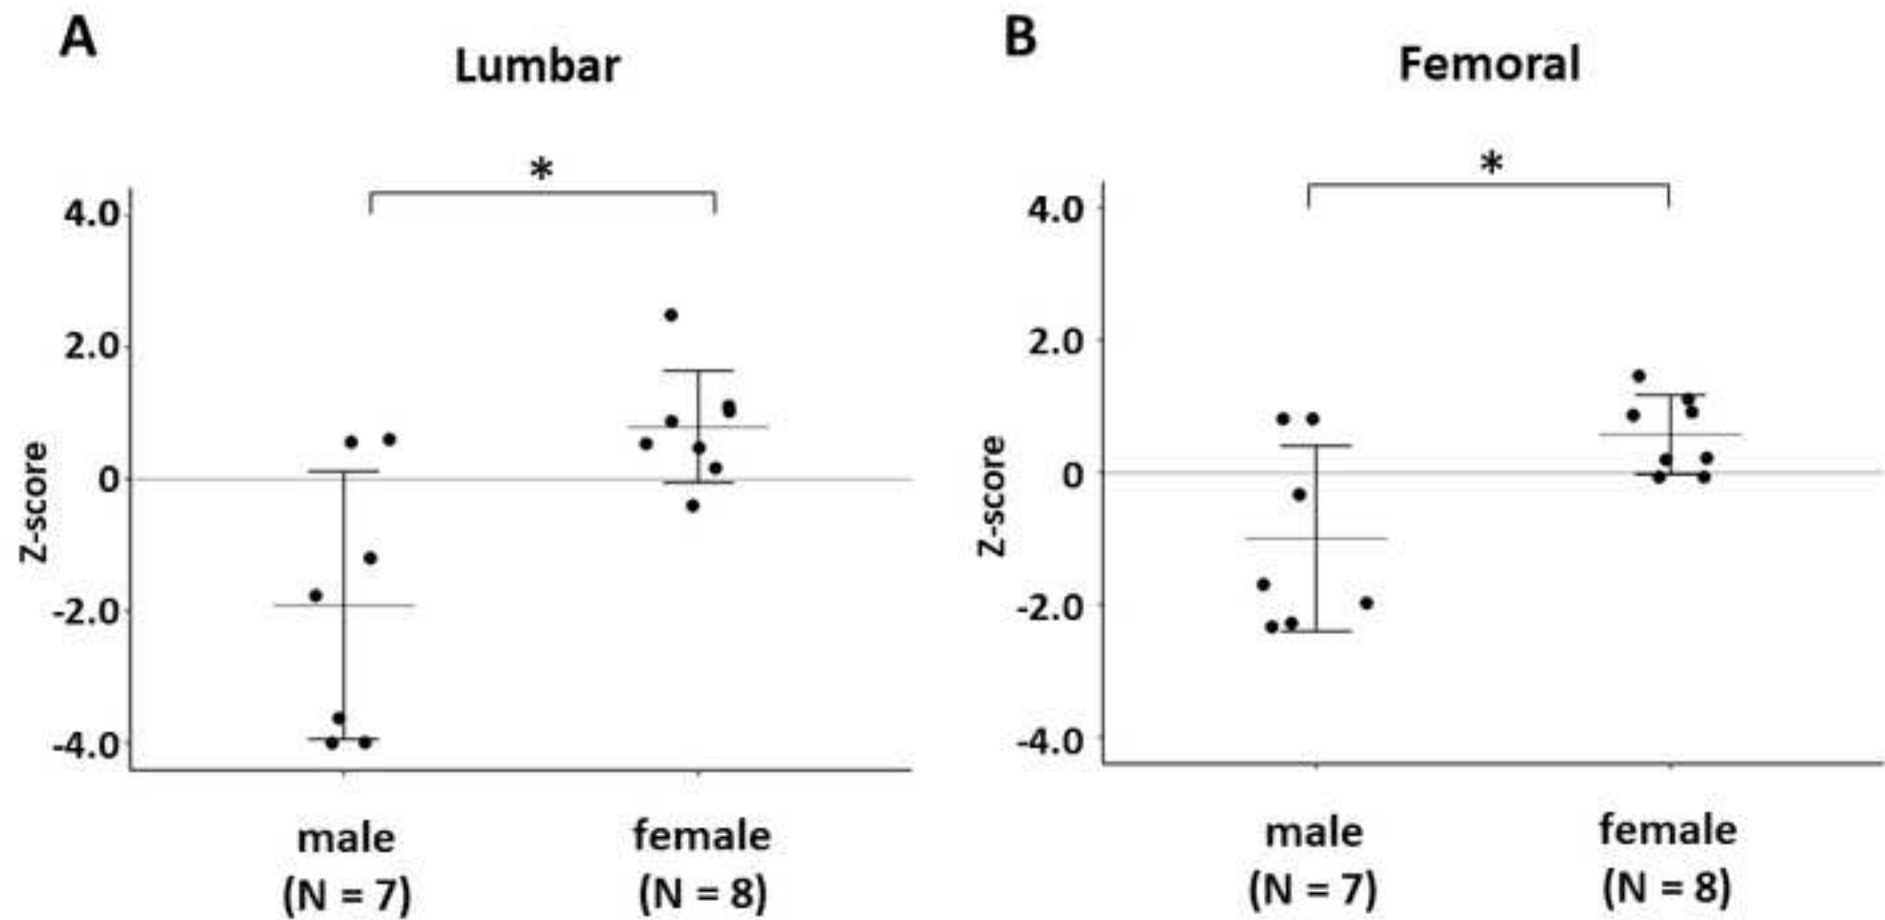 A
Lumbar
*
4.0
2.0
0
-2.0
-4.0
Z-score
male
(N = 7)
female
(N = 8)
B
Femoral
*
4.0
2.0
0
-2.0
-4.0
Z-score
male
(N = 7)
female
(N = 8)